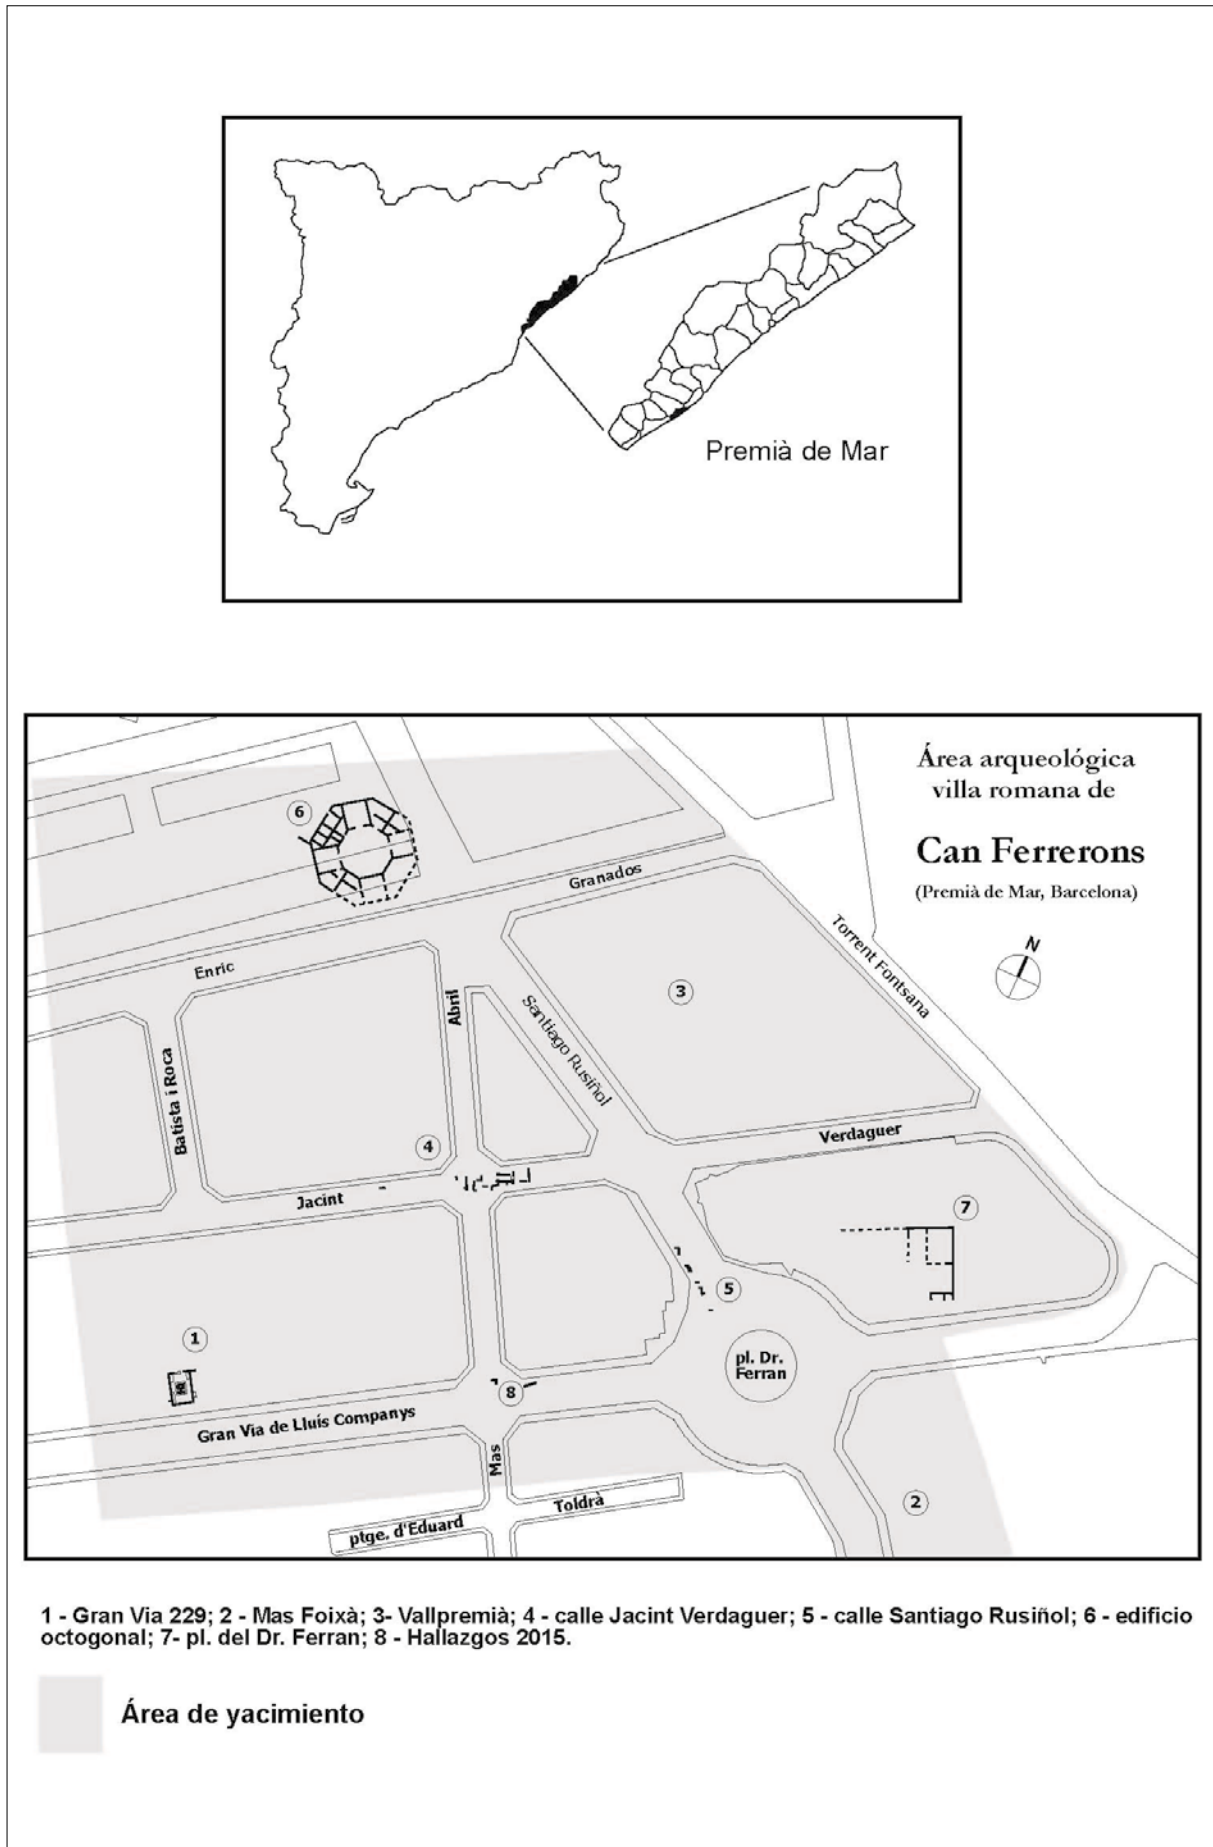 Premià de Mar
Área arqueológica
villa romana de
Can Ferrerons
(Premià de Mar, Barcelona)
N
6
Granados
Torrent Fontsana
Enric
3
Abril
Santiago Rusiñol
Batista i Roca
4
Verdaguer
Jacint
7
5
1
pl. Dr.
Ferran
8
Gran Via de Lluís Companys
Mas
2
Toldrà
ptge. d'Eduard
1 - Gran Via 229; 2 - Mas Foixà; 3- Vallpremià; 4 - calle Jacint Verdaguer; 5 - calle Santiago Rusiñol; 6 - edificio
octogonal; 7- pl. del Dr. Ferran; 8 - Hallazgos 2015.
Área de yacimiento